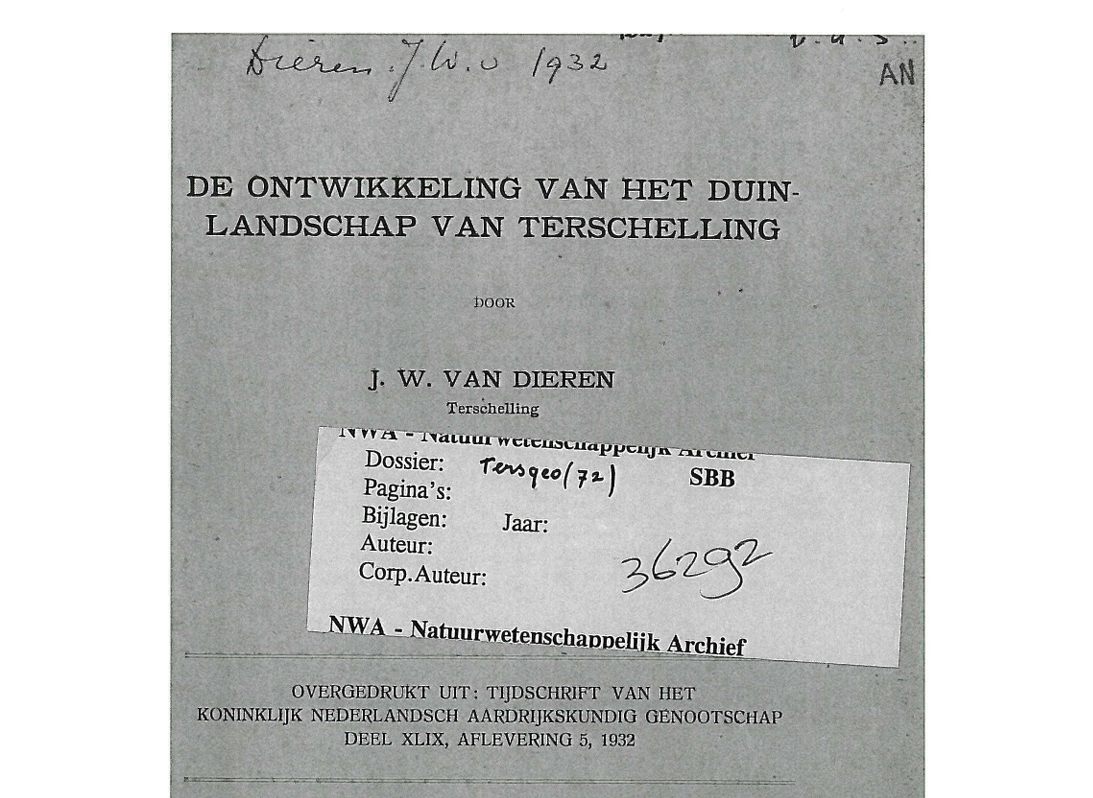 Dieren. J. W. v 1932
AN
DE ONTWIKKELING VAN HET DUIN-
LANDSCHAP VAN TERSCHELLING
DOOR
J. W. VAN DIEREN
Terschelling
NWA - Natuurwetenschappelijk Archief
Dossier: Tersgeo(72) SBB
Pagina's:
Bijlagen: Jaar:
Auteur:
Corp.Auteur:
36292
NWA - Natuurwetenschappelijk Archief
OVERGEDRUKT UIT: TIJDSCHRIFT VAN HET
KONINKLIJK NEDERLANDSCH AARDRIJKSKUNDIG GENOOTSCHAP
DEEL XLIX, AFLEVERING 5, 1932